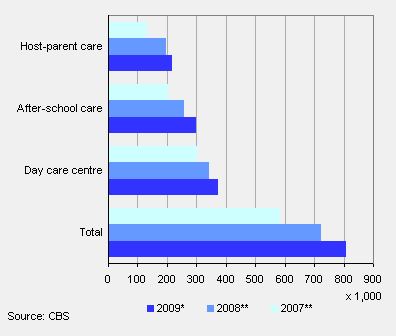 Host-parent care
After-school care
Day care centre
Total
0 100 200 300 400 500 600 700 800 900
x 1,000
2009* 2008** 2007**
Source: CBS